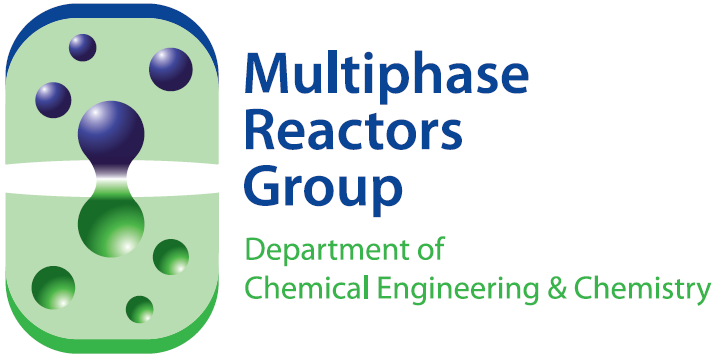 Multiphase
Reactors
Group
Department of
Chemical Engineering & Chemistry